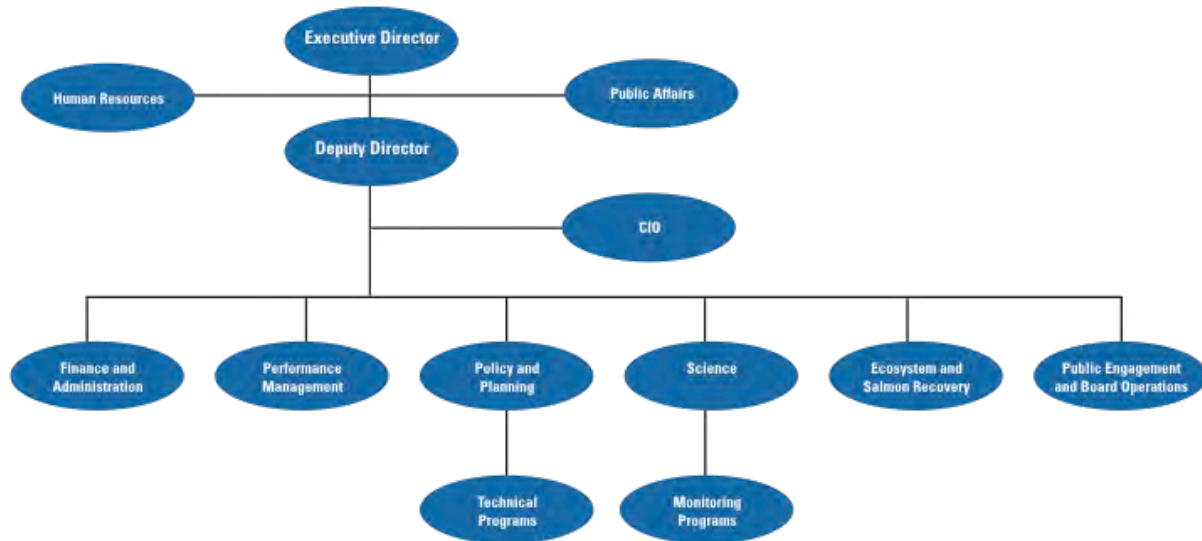 Executive Director
Human Resources
Public Affairs
Deputy Director
CIO
Finance and
Administration
Performance
Management
Policy and
Planning
Science
Ecosystem and
Salmon Recovery
Public Engagement
and Board Operations
Technical
Programs
Monitoring
Programs